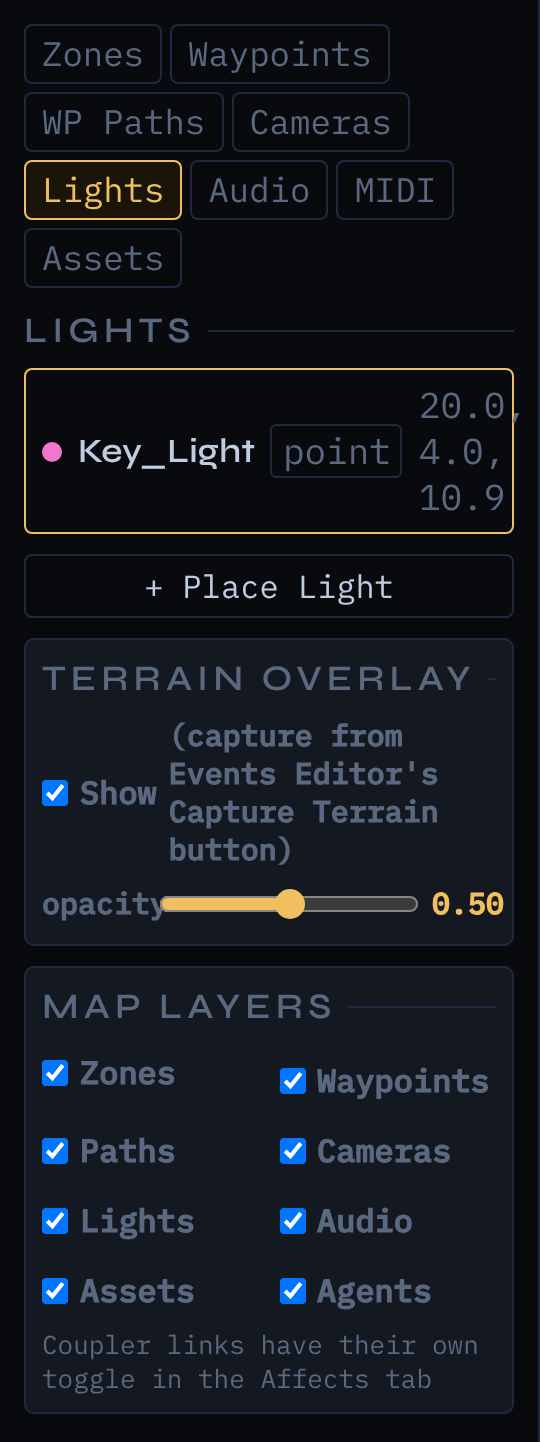 Zones Waypoints
WP Paths Cameras
Lights Audio MIDI
Assets
LIGHTS
Key_Light point 20.0, 4.0, 10.9
+ Place Light
TERRAIN OVERLAY
Show
(capture from
Events Editor's
Capture Terrain
button)
opacity 0.50
MAP LAYERS
Zones Waypoints
Paths Cameras
Lights Audio
Assets Agents
Coupler links have their own
toggle in the Affects tab